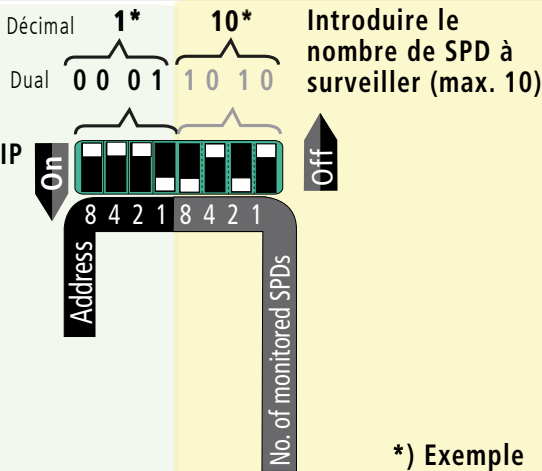 Décimal 1* 10*
Introduire le
nombre de SPD à
surveiller (max. 10)
Dual 0 0 0 1 1 0 1 0
IP
On
Off
8 4 2 1 8 4 2 1
Address
No. of monitored SPDs
*) Exemple